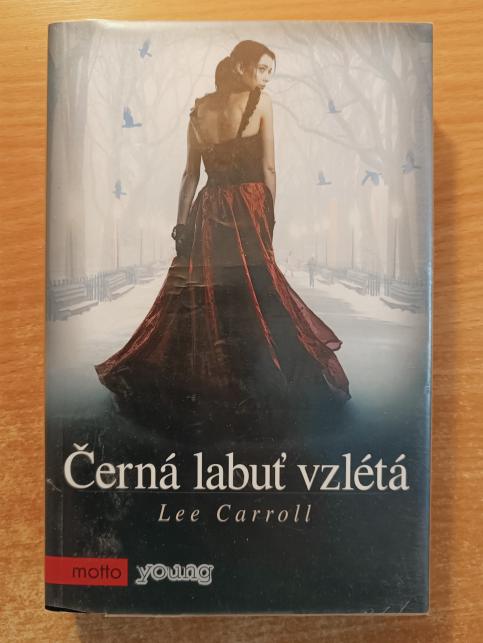 Černá labuť vzlétá
Lee Carroll
motto young